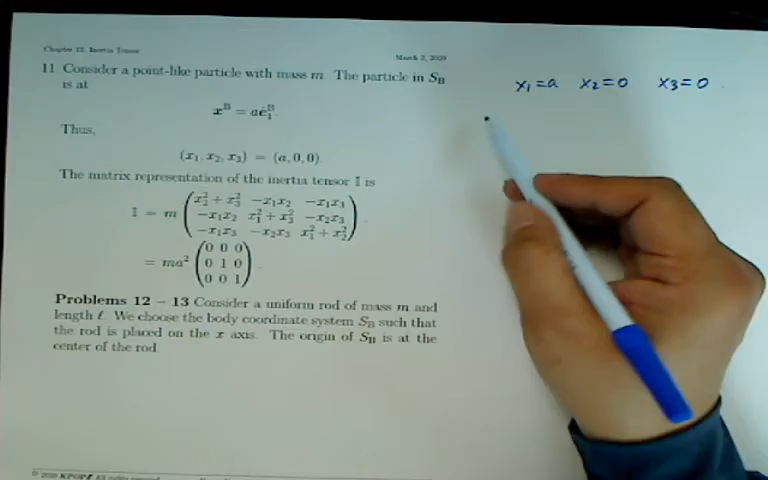 Chapter 12. Inertia Tensor
March 2, 2020
11 Consider a point-like particle with mass m. The particle in S_B
is at
x^B = aê_1^B.
Thus,
(x_1, x_2, x_3) = (a, 0, 0).
The matrix representation of the inertia tensor 𝕀 is
𝕀 = m ( x_2^2 + x_3^2 −x_1x_2 −x_1x_3
−x_1x_2 x_1^2 + x_3^2 −x_2x_3
−x_1x_3 −x_2x_3 x_1^2 + x_2^2 ) .
= ma^2 ( 0 0 0
0 1 0
0 0 1 ) .
Problems 12 – 13 Consider a uniform rod of mass m and
length ℓ. We choose the body coordinate system S_B such that
the rod is placed on the x axis. The origin of S_B is at the
center of the rod.
x_1=a x_2=0 x_3=0
All rights reserved